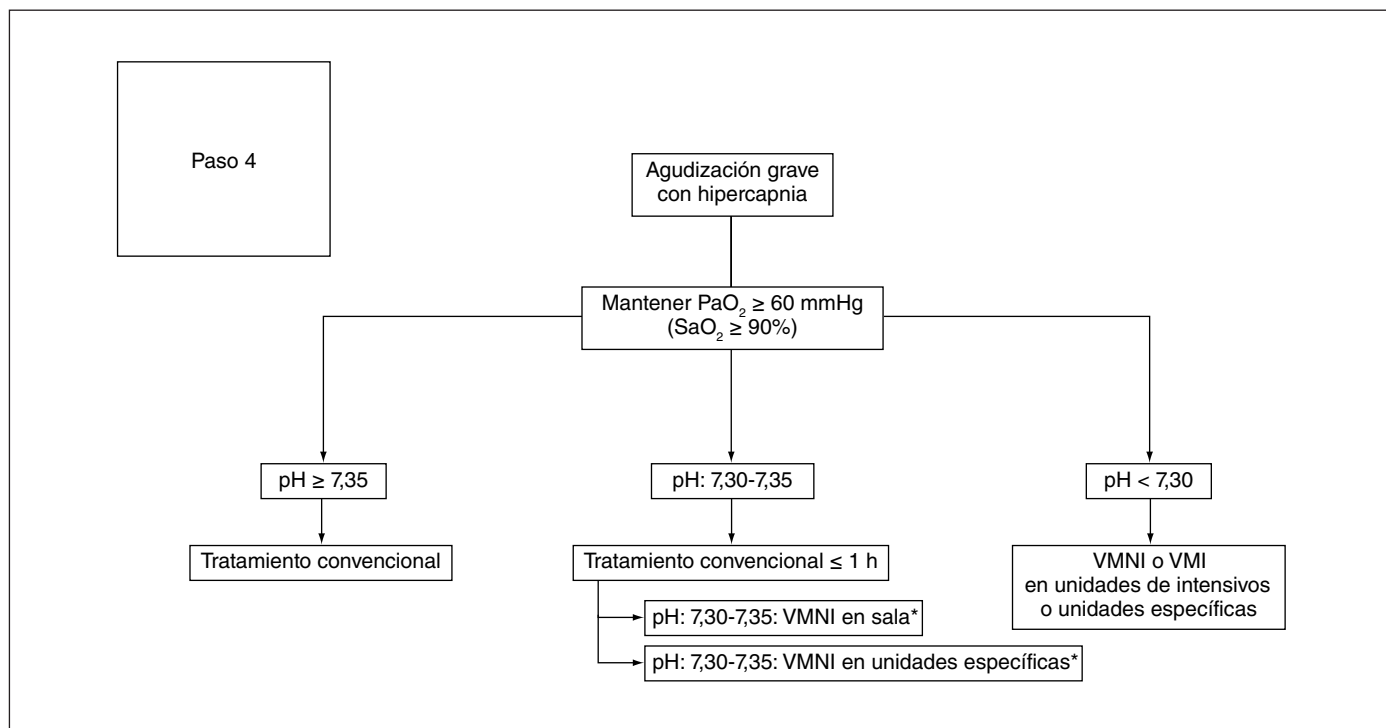 Paso 4
Agudización grave
con hipercapnia
Mantener PaO₂ ≥ 60 mmHg
(SaO₂ ≥ 90%)
pH ≥ 7,35
pH: 7,30-7,35
pH < 7,30
Tratamiento convencional
Tratamiento convencional ≤ 1 h
VMNI o VMI
en unidades de intensivos
o unidades específicas
pH: 7,30-7,35: VMNI en sala*
pH: 7,30-7,35: VMNI en unidades específicas*